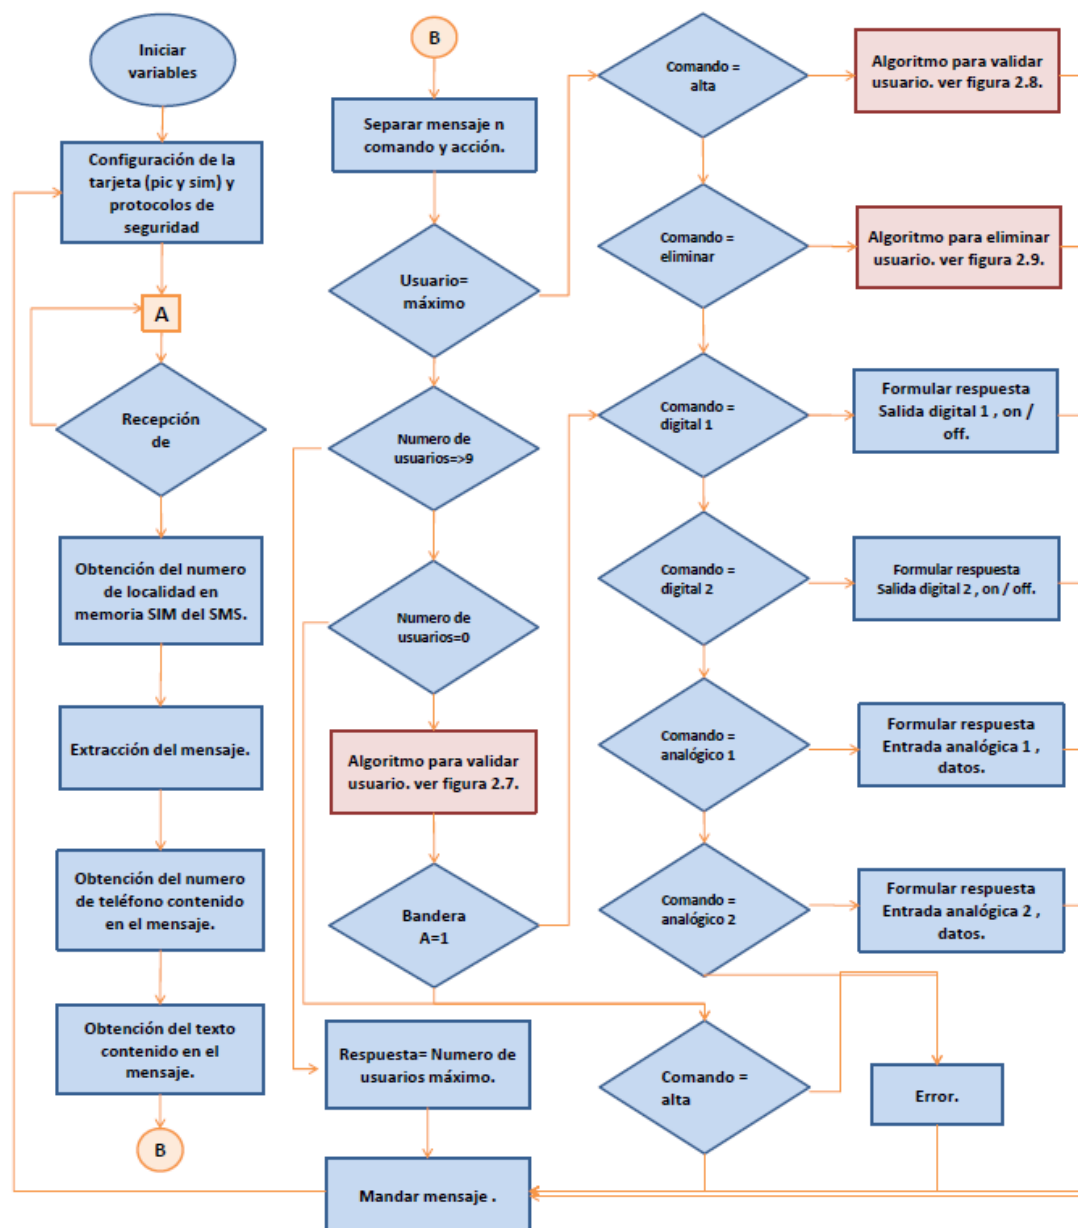 Iniciar
variables
Configuración de la
tarjeta (pic y sim) y
protocolos de
seguridad
A
Recepción
de
Obtención del numero
de localidad en
memoria SIM del SMS.
Extracción del mensaje.
Obtención del numero
de teléfono contenido
en el mensaje.
Obtención del texto
contenido en el
mensaje.
B
B
Separar mensaje n
comando y acción.
Usuario=
máximo
Numero de
usuarios=>9
Numero de
usuarios=0
Algoritmo para validar
usuario. ver figura 2.7.
Bandera
A=1
Respuesta= Numero de
usuarios máximo.
Mandar mensaje .
Comando =
alta
Algoritmo para validar
usuario. ver figura 2.8.
Comando =
eliminar
Algoritmo para eliminar
usuario. ver figura 2.9.
Comando =
digital 1
Formular respuesta
Salida digital 1 , on /
off.
Comando =
digital 2
Formular respuesta
Salida digital 2 , on / off.
Comando =
analógico 1
Formular respuesta
Entrada analógica 1 ,
datos.
Comando =
analógico 2
Formular respuesta
Entrada analógica 2 ,
datos.
Comando =
alta
Error.